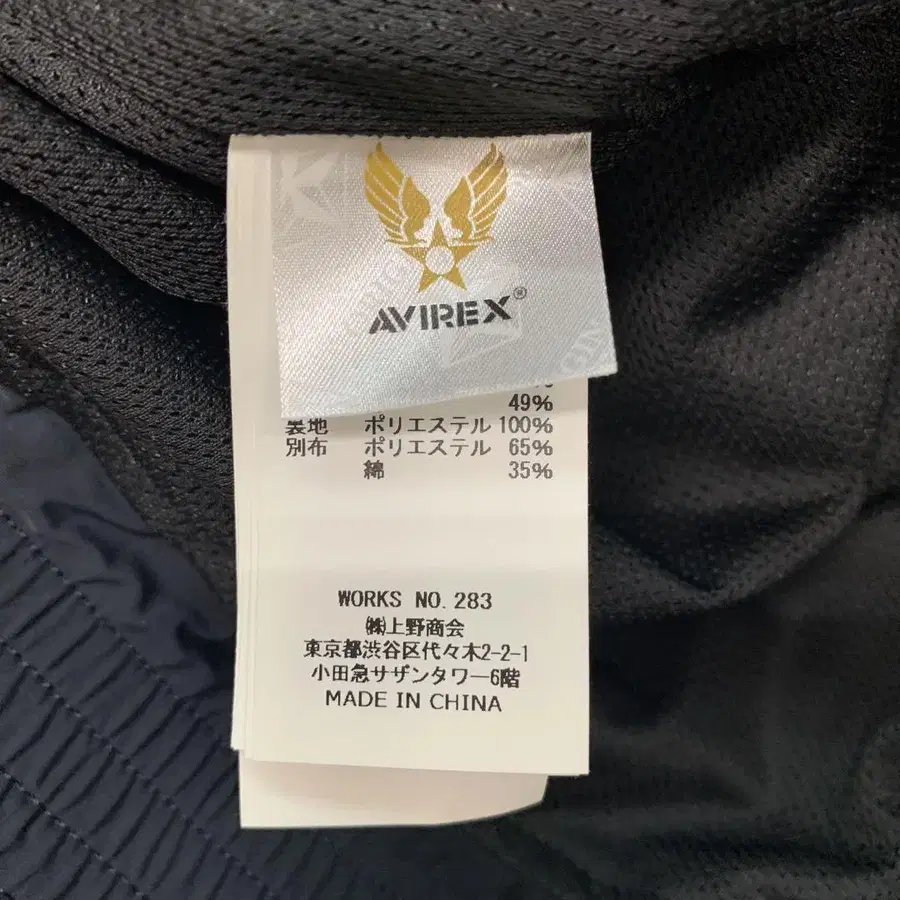 AVIREX®
49%
裏地 ポリエステル 100%
別布 ポリエステル 65%
綿 35%
WORKS NO. 283
㈱上野商会
東京都渋谷区代々木2-2-1
小田急サザンタワー6階
MADE IN CHINA